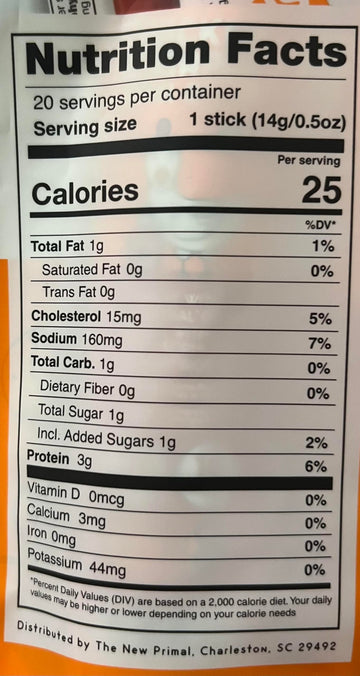 Nutrition Facts
20 servings per container
Serving size 1 stick (14g/0.5oz)
Per serving
Calories 25
%DV*
Total Fat 1g 1%
Saturated Fat 0g 0%
Trans Fat 0g
Cholesterol 15mg 5%
Sodium 160mg 7%
Total Carb. 1g 0%
Dietary Fiber 0g 0%
Total Sugar 1g
Incl. Added Sugars 1g 2%
Protein 3g 6%
Vitamin D 0mcg 0%
Calcium 3mg 0%
Iron 0mg 0%
Potassium 44mg 0%
*Percent Daily Values (DIV) are based on a 2,000 calorie diet. Your daily
values may be higher or lower depending on your calorie needs
Distributed by The New Primal, Charleston, SC 29492